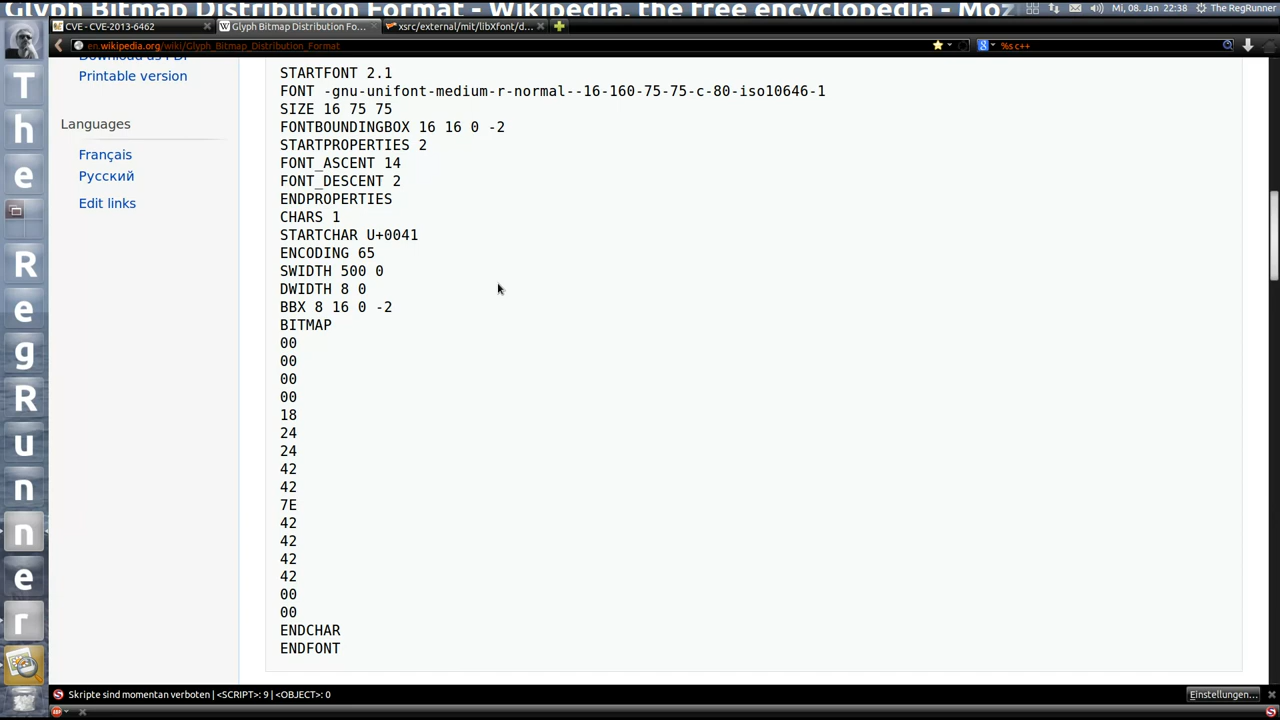 Glyph Bitmap Distribution Format - Wikipedia, the free encyclopedia - Moz
Mi, 08. Jan 22:38 The RegRunner
CVE - CVE-2013-6462
Glyph Bitmap Distribution Fo...
xsrc/external/mit/libXfont/d...
en.wikipedia.org/wiki/Glyph_Bitmap_Distribution_Format
%s c++
The RegRunner
Download as PDF
Printable version
Languages
Français
Русский
Edit links
STARTFONT 2.1
FONT -gnu-unifont-medium-r-normal--16-160-75-75-c-80-iso10646-1
SIZE 16 75 75
FONTBOUNDINGBOX 16 16 0 -2
STARTPROPERTIES 2
FONT_ASCENT 14
FONT_DESCENT 2
ENDPROPERTIES
CHARS 1
STARTCHAR U+0041
ENCODING 65
SWIDTH 500 0
DWIDTH 8 0
BBX 8 16 0 -2
BITMAP
00
00
00
00
18
24
24
42
42
7E
42
42
42
42
00
00
ENDCHAR
ENDFONT
Skripte sind momentan verboten | <SCRIPT>: 9 | <OBJECT>: 0
Einstellungen...